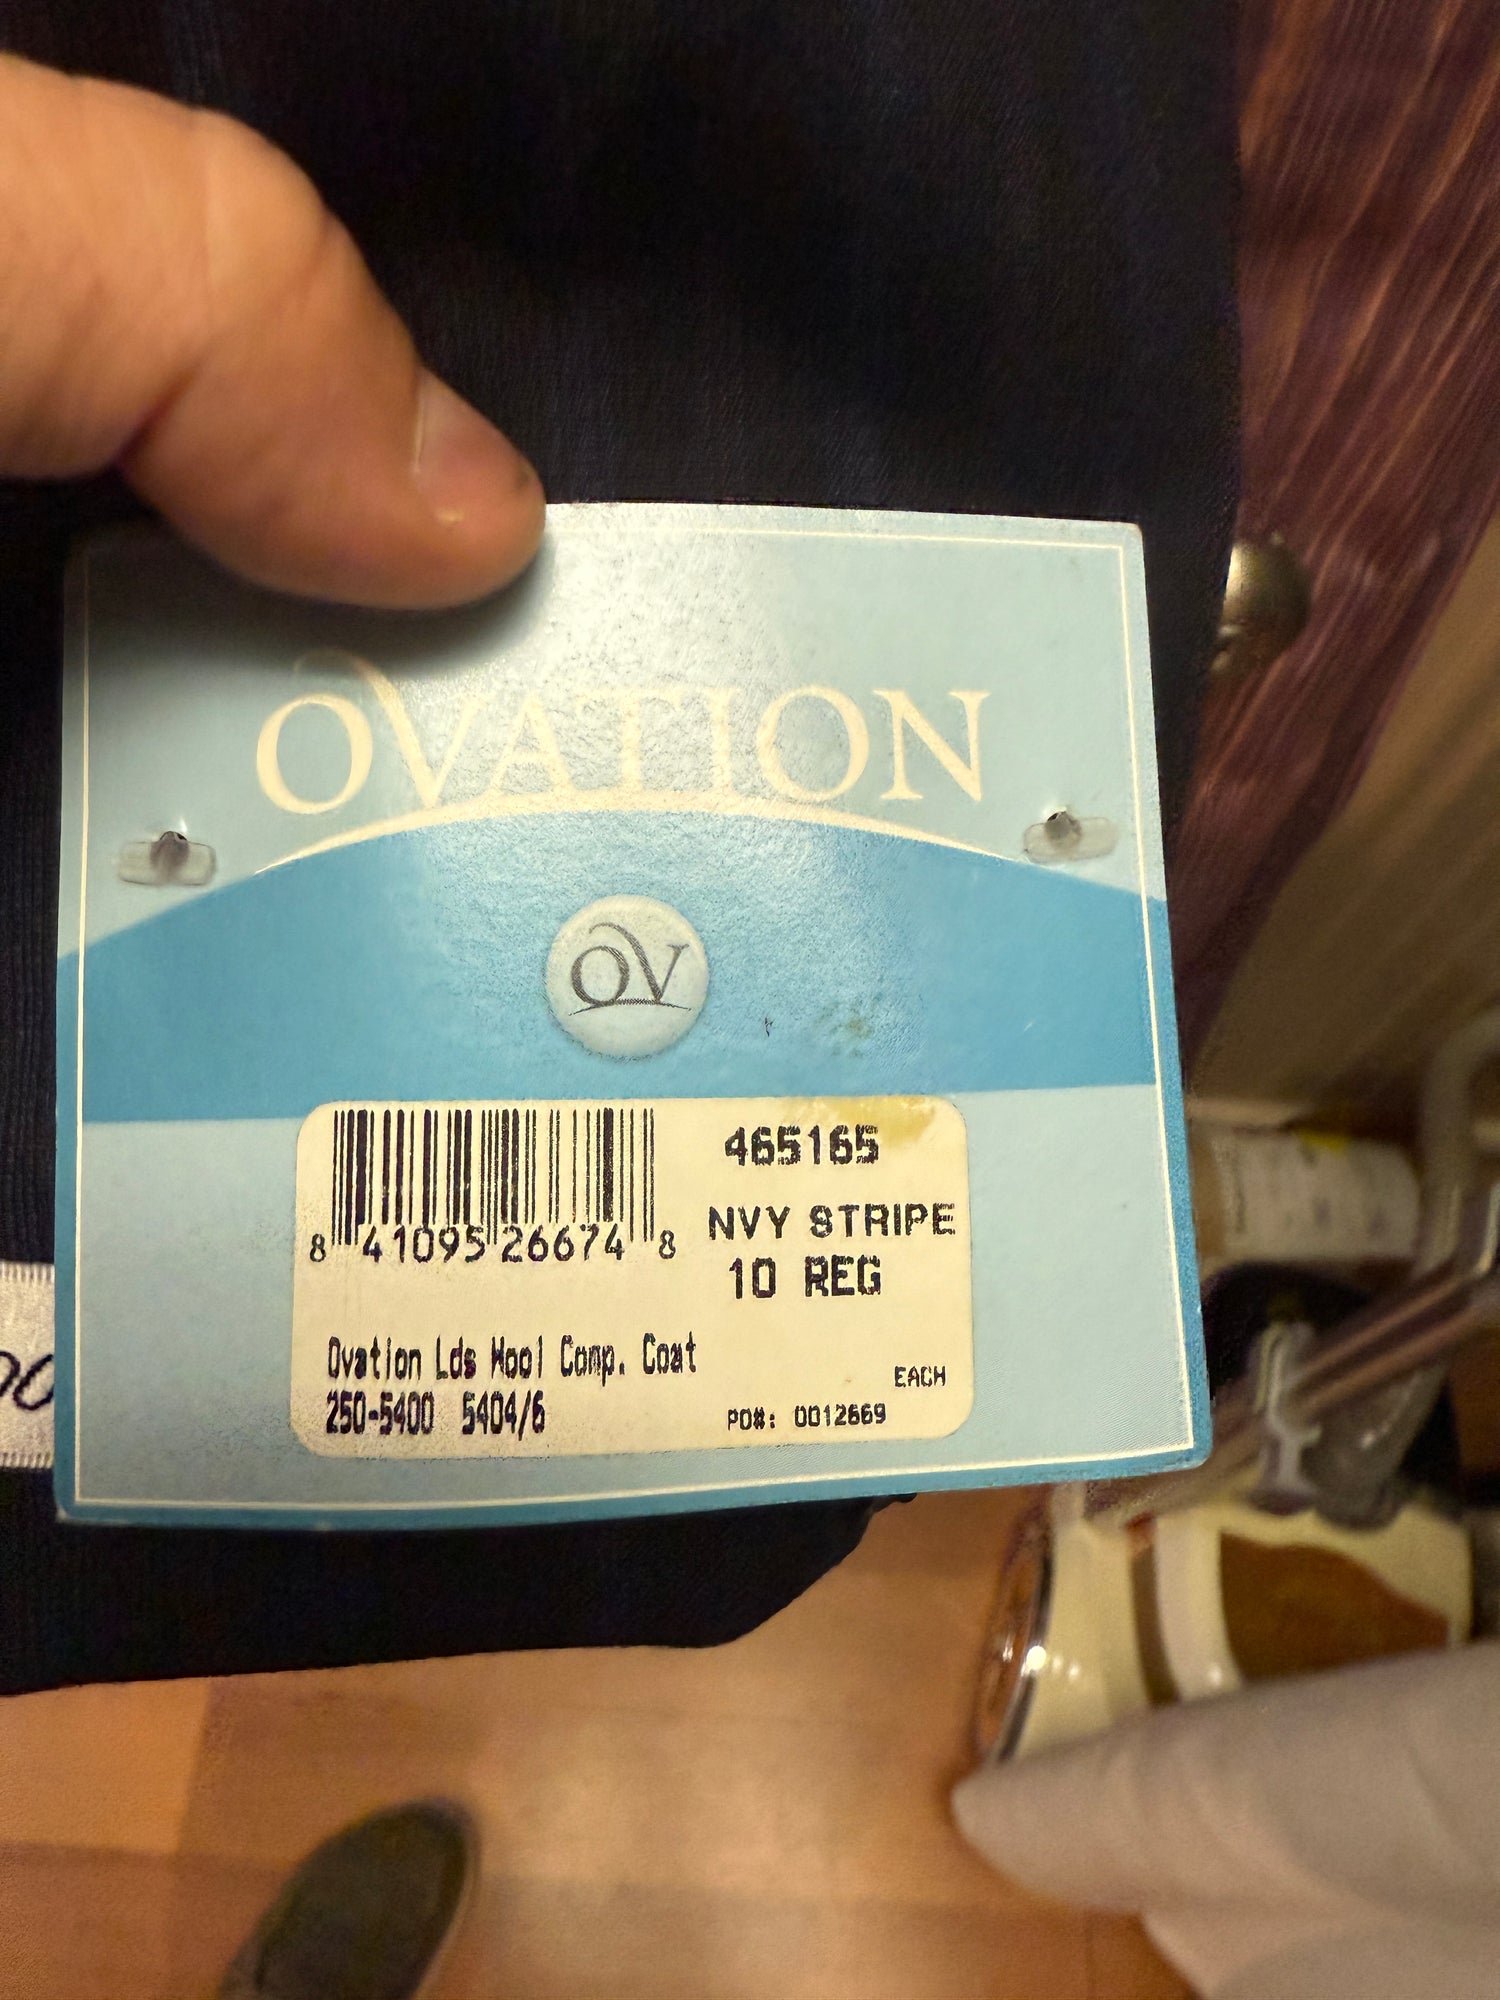 OVATION
OV
465165
NVY STRIPE
10 REG
8 41095 26674 8
Ovation Lds Wool Comp. Coat
250-5400 5404/6
EACH
PO#: 0012669